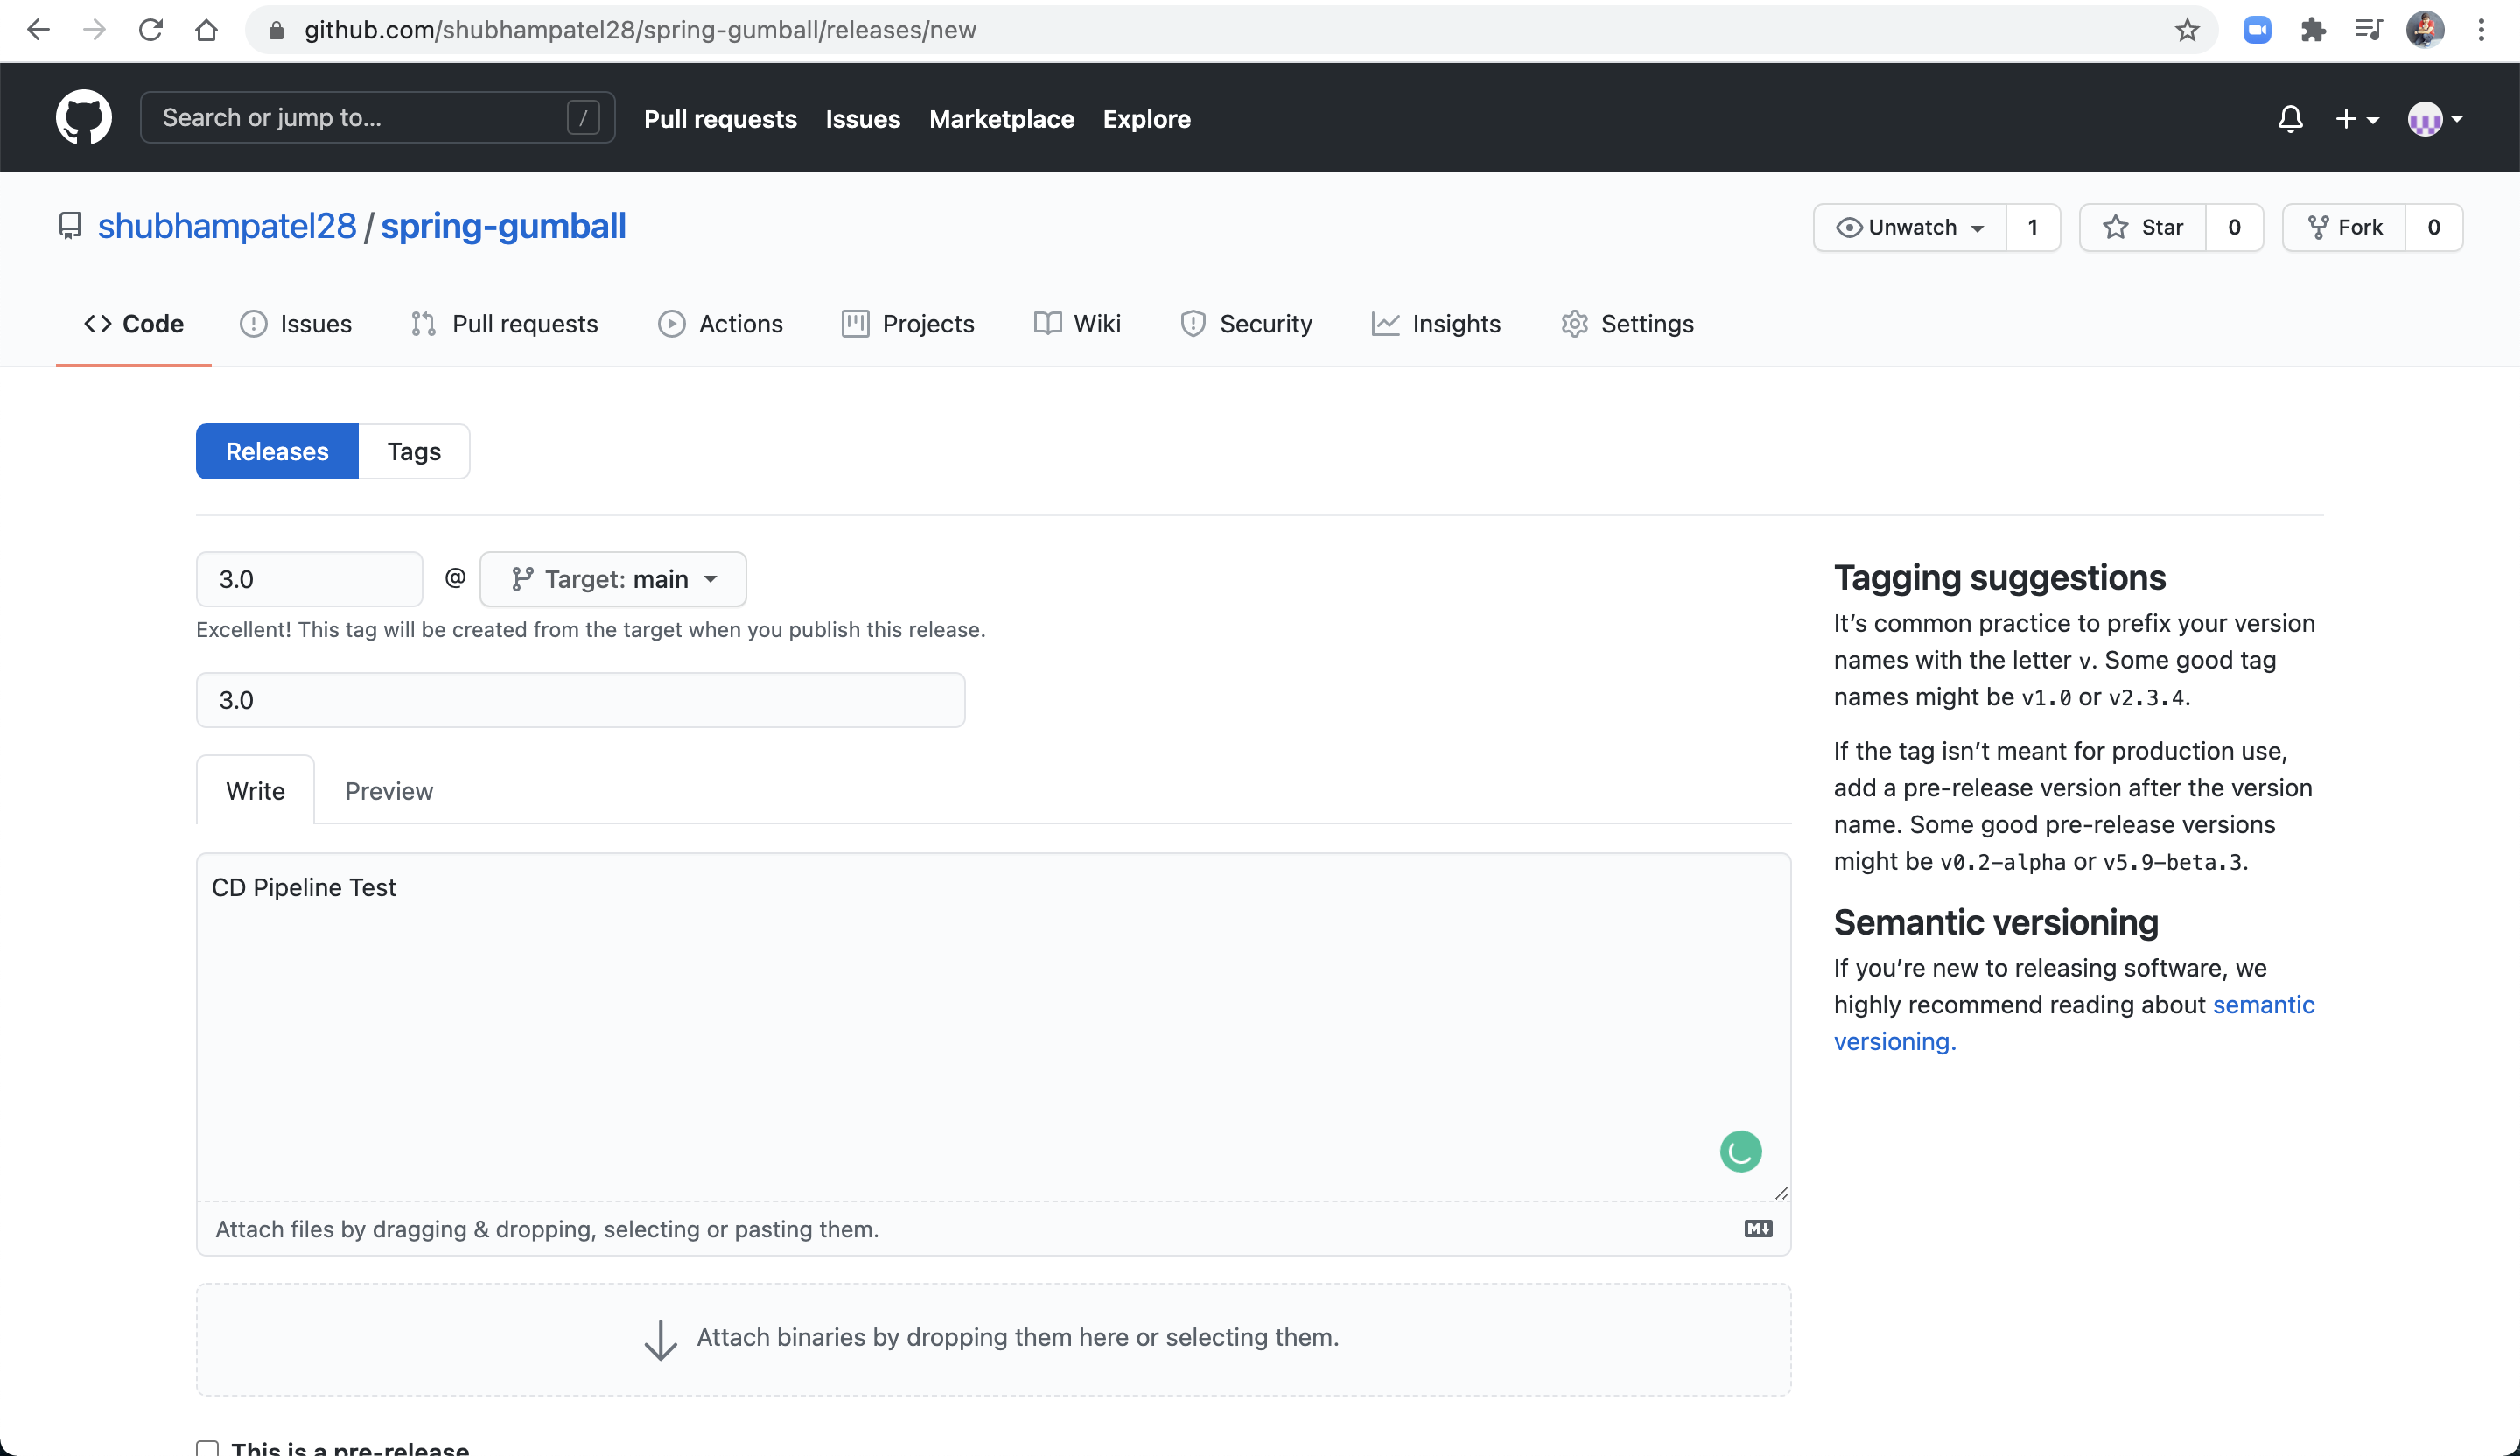 github.com/shubhampatel28/spring-gumball/releases/new
Search or jump to... /
Pull requests Issues Marketplace Explore
shubhampatel28 / spring-gumball
Unwatch 1 Star 0 Fork 0
Code Issues Pull requests Actions Projects Wiki Security Insights Settings
Releases Tags
3.0 @ Target: main
Excellent! This tag will be created from the target when you publish this release.
3.0
Write Preview
CD Pipeline Test
Attach files by dragging & dropping, selecting or pasting them.
M
Attach binaries by dropping them here or selecting them.
This is a pre-release
Tagging suggestions
It’s common practice to prefix your version
names with the letter v. Some good tag
names might be v1.0 or v2.3.4.
If the tag isn’t meant for production use,
add a pre-release version after the version
name. Some good pre-release versions
might be v0.2-alpha or v5.9-beta.3.
Semantic versioning
If you’re new to releasing software, we
highly recommend reading about semantic
versioning.